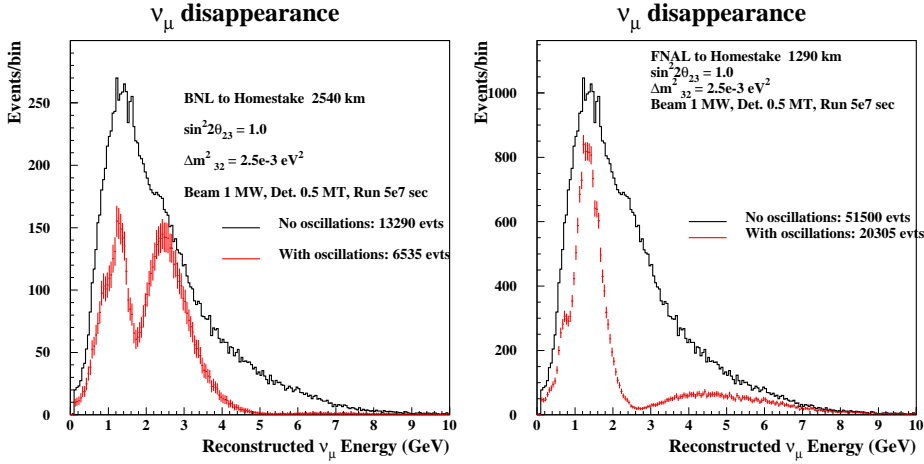 ν_μ disappearance
Events/bin
BNL to Homestake 2540 km
sin²2θ₂₃ = 1.0
Δm²₃₂ = 2.5e-3 eV²
Beam 1 MW, Det. 0.5 MT, Run 5e7 sec
No oscillations: 13290 evts
With oscillations: 6535 evts
250
200
150
100
50
0
0 1 2 3 4 5 6 7 8 9 10
Reconstructed ν_μ Energy (GeV)
ν_μ disappearance
Events/bin
FNAL to Homestake 1290 km
sin²2θ₂₃ = 1.0
Δm²₃₂ = 2.5e-3 eV²
Beam 1 MW, Det. 0.5 MT, Run 5e7 sec
No oscillations: 51500 evts
With oscillations: 20305 evts
1000
800
600
400
200
0
0 1 2 3 4 5 6 7 8 9 10
Reconstructed ν_μ Energy (GeV)